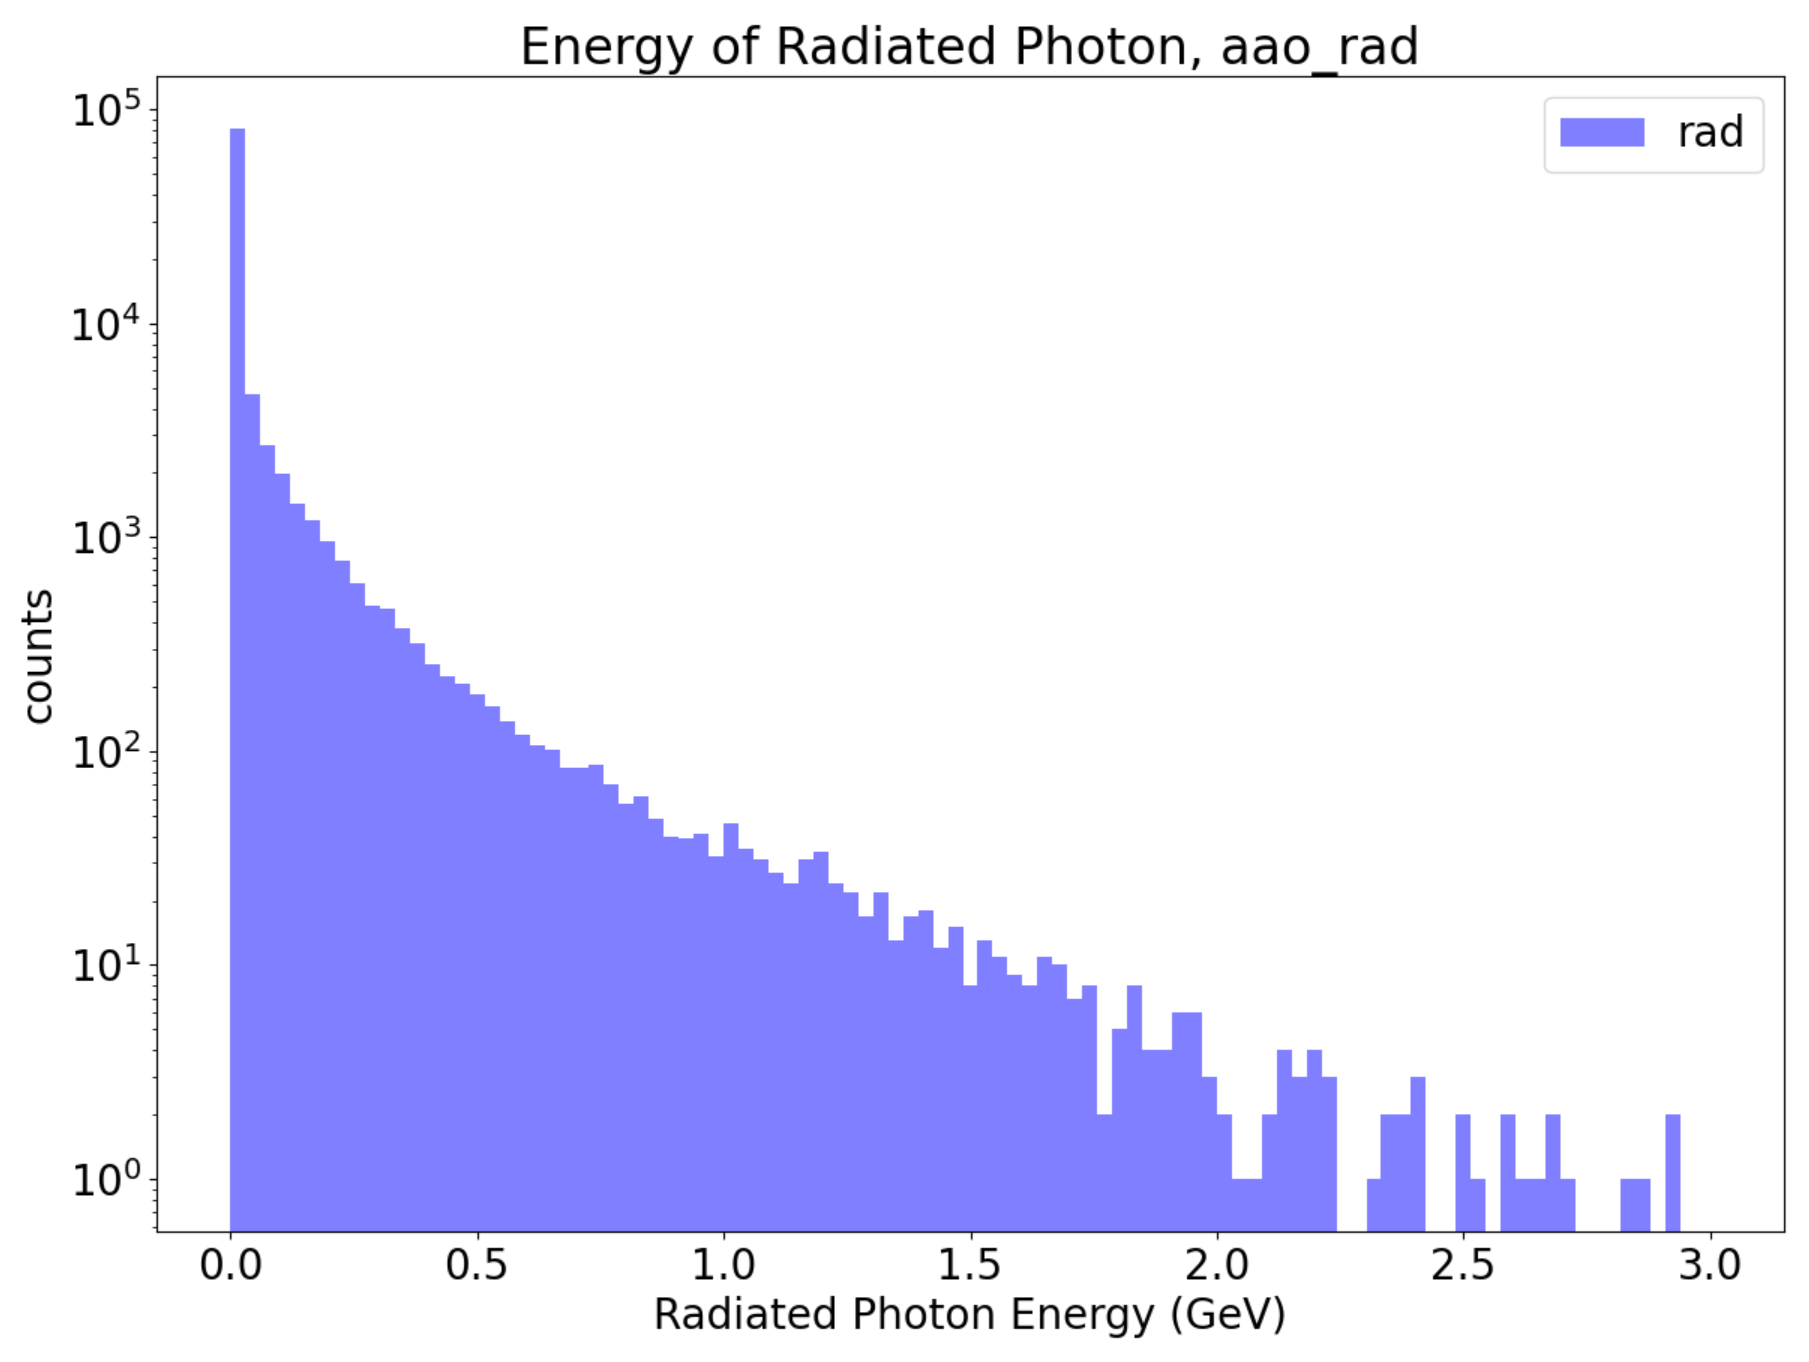 Energy of Radiated Photon, aao_rad
rad
10⁵
10⁴
10³
10²
10¹
10⁰
counts
0.0 0.5 1.0 1.5 2.0 2.5 3.0
Radiated Photon Energy (GeV)